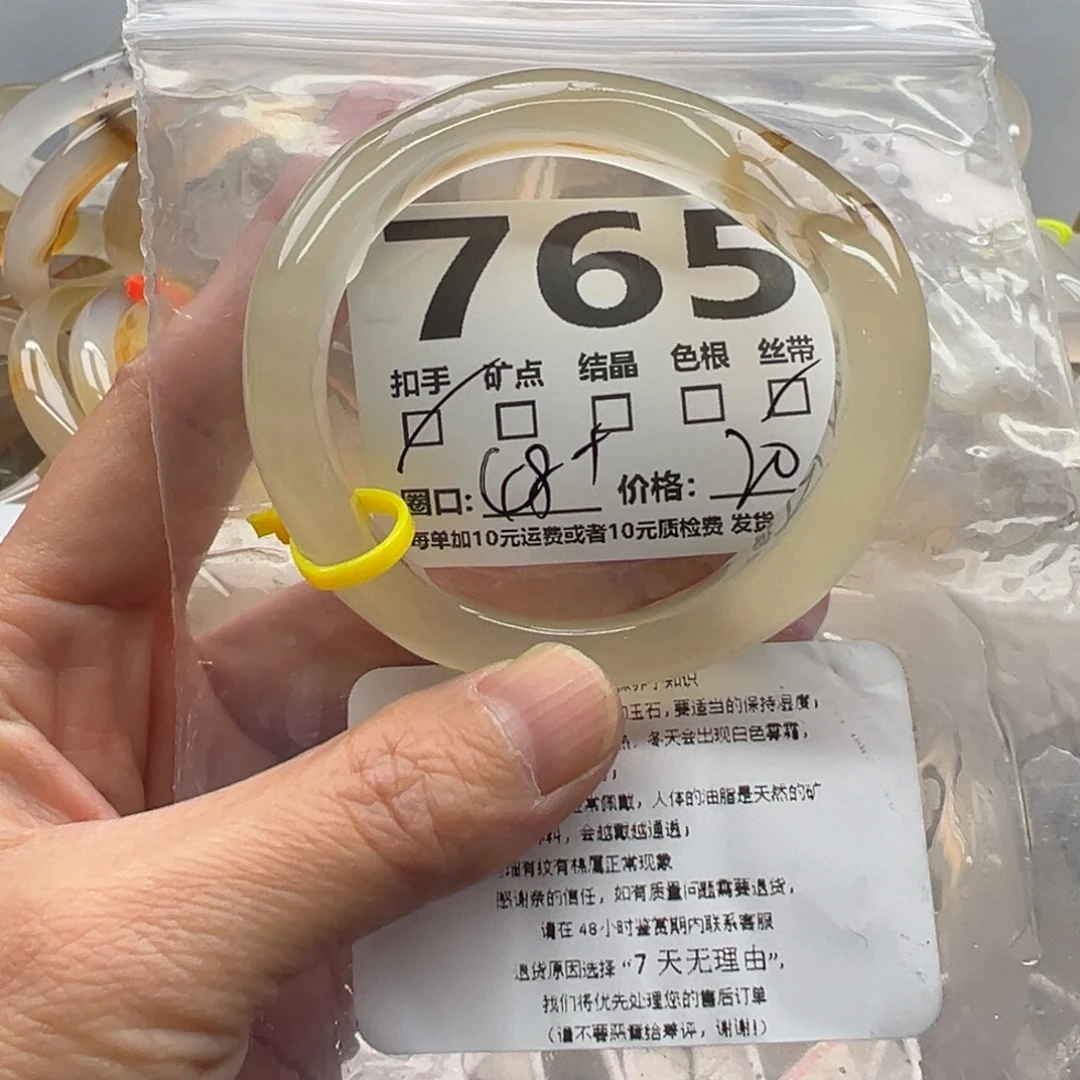 765
扣手 矿点 结晶 色根 丝带
圈口: 68+ 价格: 20
每单加10元运费或者10元质检费 发货
知识
玉石,要适当的保持湿度,
冬天会出现白色雾霜,
常佩戴,人体的油脂是天然的矿
料,会越戴越通透,
有纹有棉属正常现象
感谢亲的信任,如有质量问题需要退货,
请在48小时鉴赏期内联系客服
退货原因选择“7天无理由”,
我们将优先处理您的售后订单
(请不要恶意给差评,谢谢!)